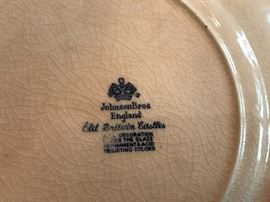 JohnsonBros
England
Old Britain Castles
DECORATION
THE GLAZE
PERMANENT & ACID
RESISTING COLORS